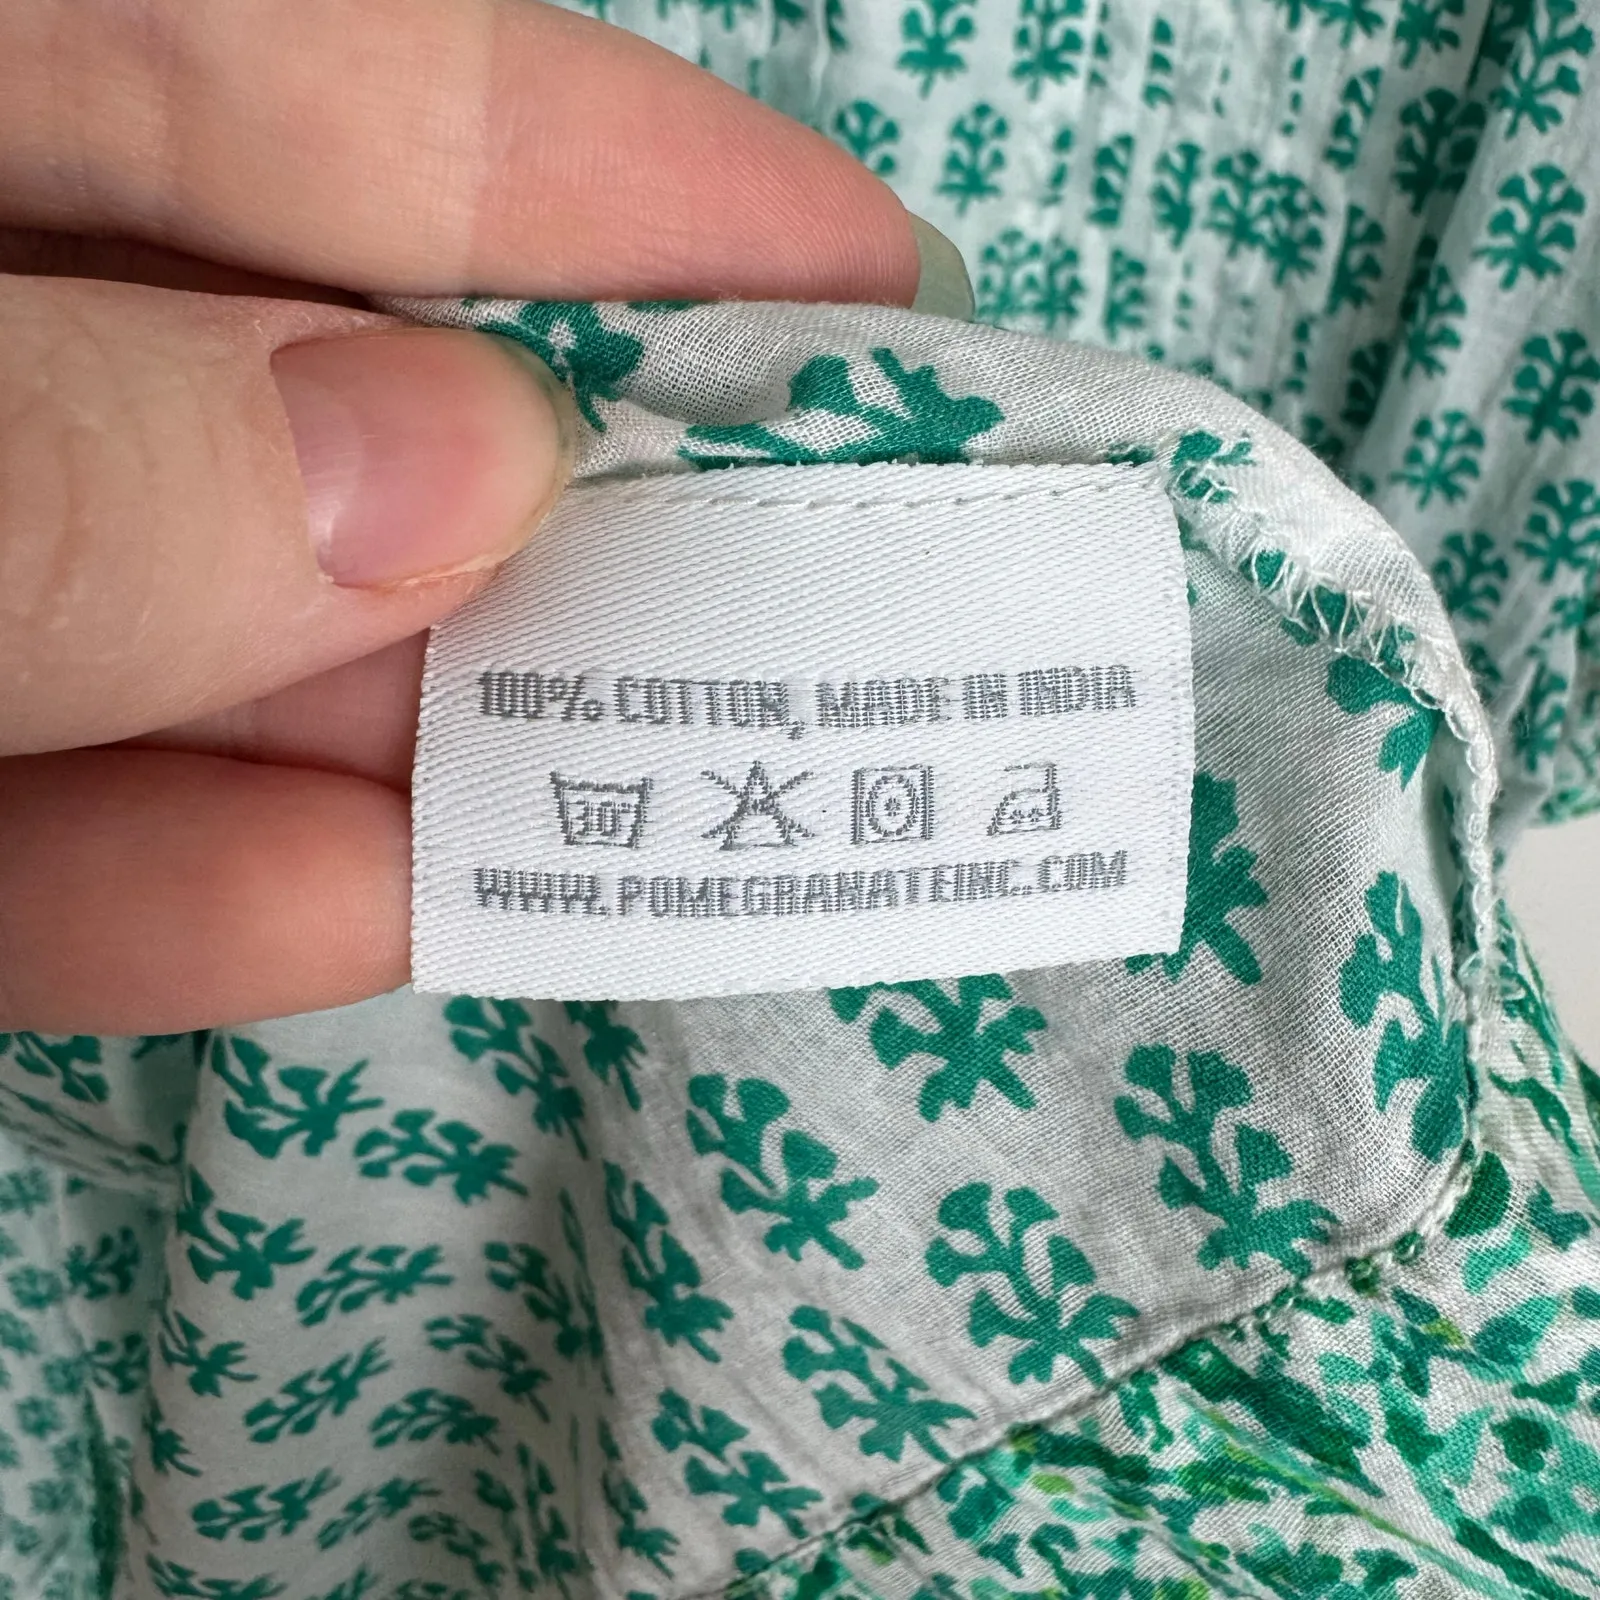 100% COTTON, MADE IN INDIA
30°
WWW.POMEGRANATEINC.COM